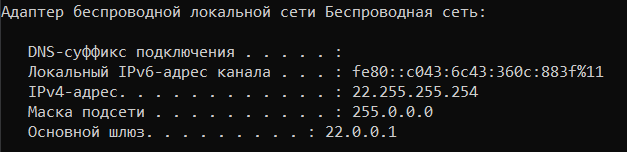 Адаптер беспроводной локальной сети Беспроводная сеть:
DNS-суффикс подключения . . . . . :
Локальный IPv6-адрес канала . . . : fe80::c043:6c43:360c:883f%11
IPv4-адрес. . . . . . . . . . . . : 22.255.255.254
Маска подсети . . . . . . . . . . : 255.0.0.0
Основной шлюз. . . . . . . . . : 22.0.0.1